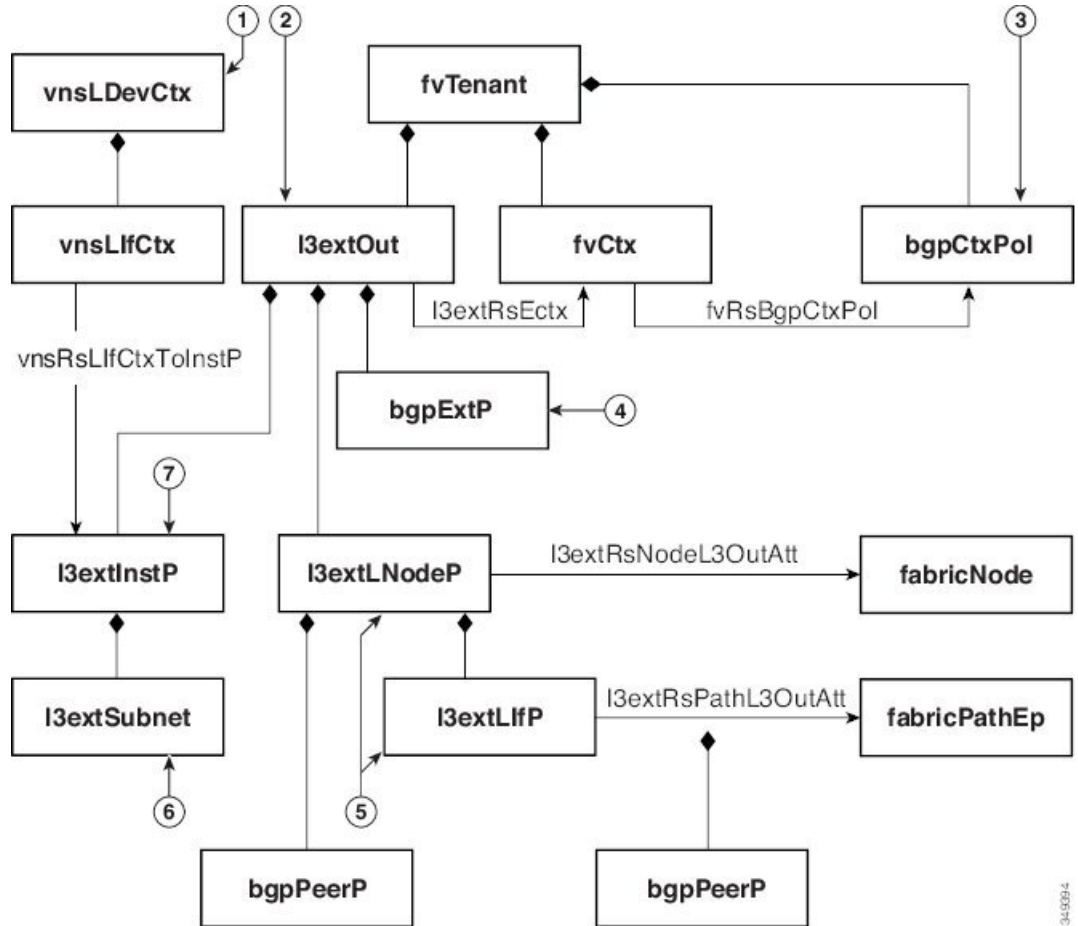 1
2
3
vnsLDevCtx
fvTenant
vnsLIfCtx
l3extOut
fvCtx
bgpCtxPol
l3extRsEctx
fvRsBgpCtxPol
vnsRsLIfCtxToInstP
bgpExtP
4
7
l3extInstP
l3extLNodeP
l3extRsNodeL3OutAtt
fabricNode
l3extSubnet
l3extLIfP
l3extRsPathL3OutAtt
fabricPathEp
6
5
bgpPeerP
bgpPeerP
349394